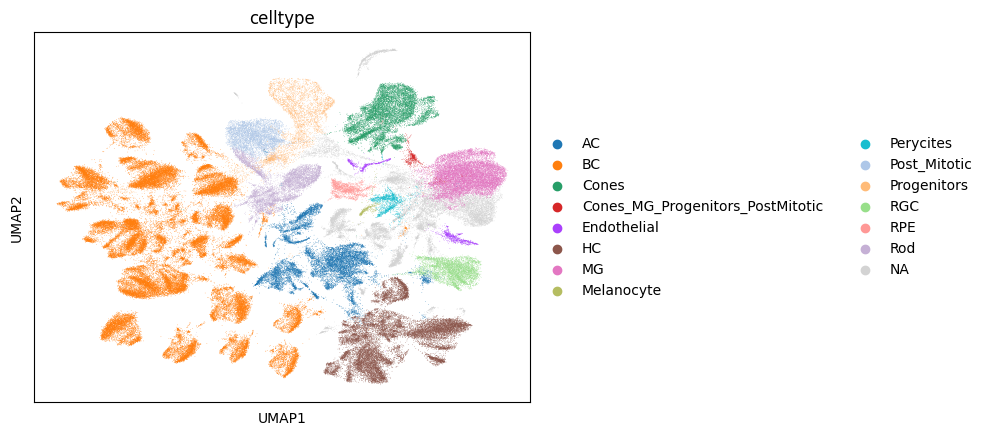 celltype
UMAP2
UMAP1
AC
BC
Cones
Cones_MG_Progenitors_PostMitotic
Endothelial
HC
MG
Melanocyte
Perycites
Post_Mitotic
Progenitors
RGC
RPE
Rod
NA